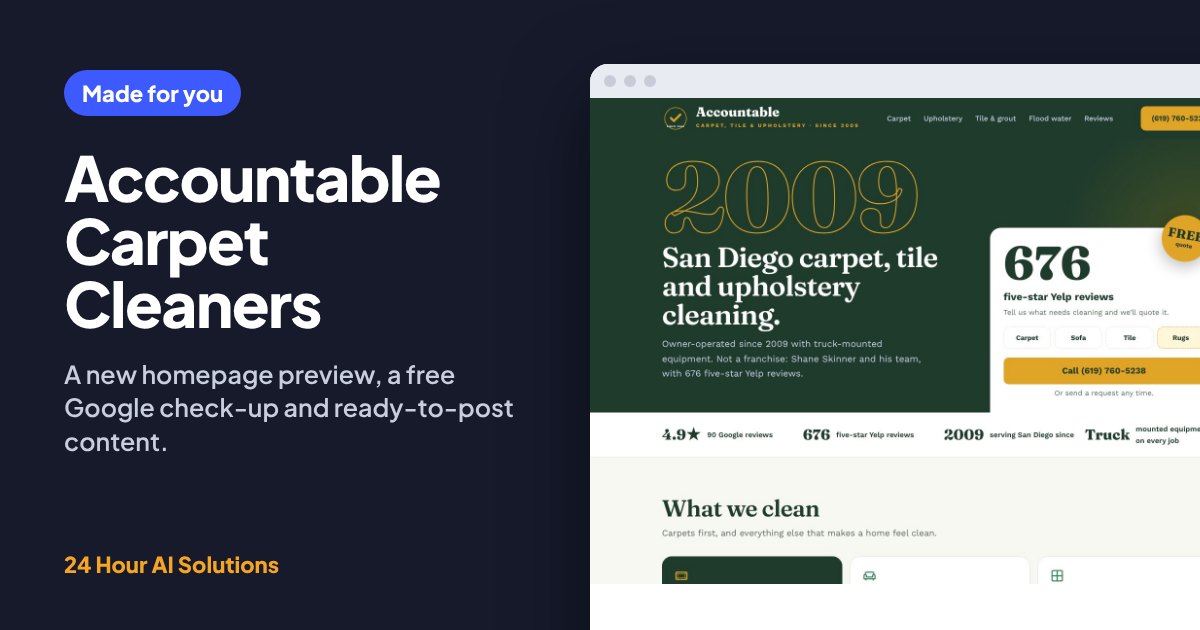 Made for you
Accountable
Carpet
Cleaners
A new homepage preview, a free
Google check-up and ready-to-post
content.
24 Hour AI Solutions
Accountable
CARPET, TILE & UPHOLSTERY · SINCE 2009
Carpet Upholstery Tile & grout Flood water Reviews
(619) 760-52
2009
San Diego carpet, tile
and upholstery
cleaning.
Owner-operated since 2009 with truck-mounted
equipment. Not a franchise: Shane Skinner and his team,
with 676 five-star Yelp reviews.
FREE
quote
676
five-star Yelp reviews
Tell us what needs cleaning and we'll quote it.
Carpet Sofa Tile Rugs
Call (619) 760-5238
Or send a request any time.
4.9★ 90 Google reviews 676 five-star Yelp reviews 2009 serving San Diego since Truck mounted equipme
on every job
What we clean
Carpets first, and everything else that makes a home feel clean.